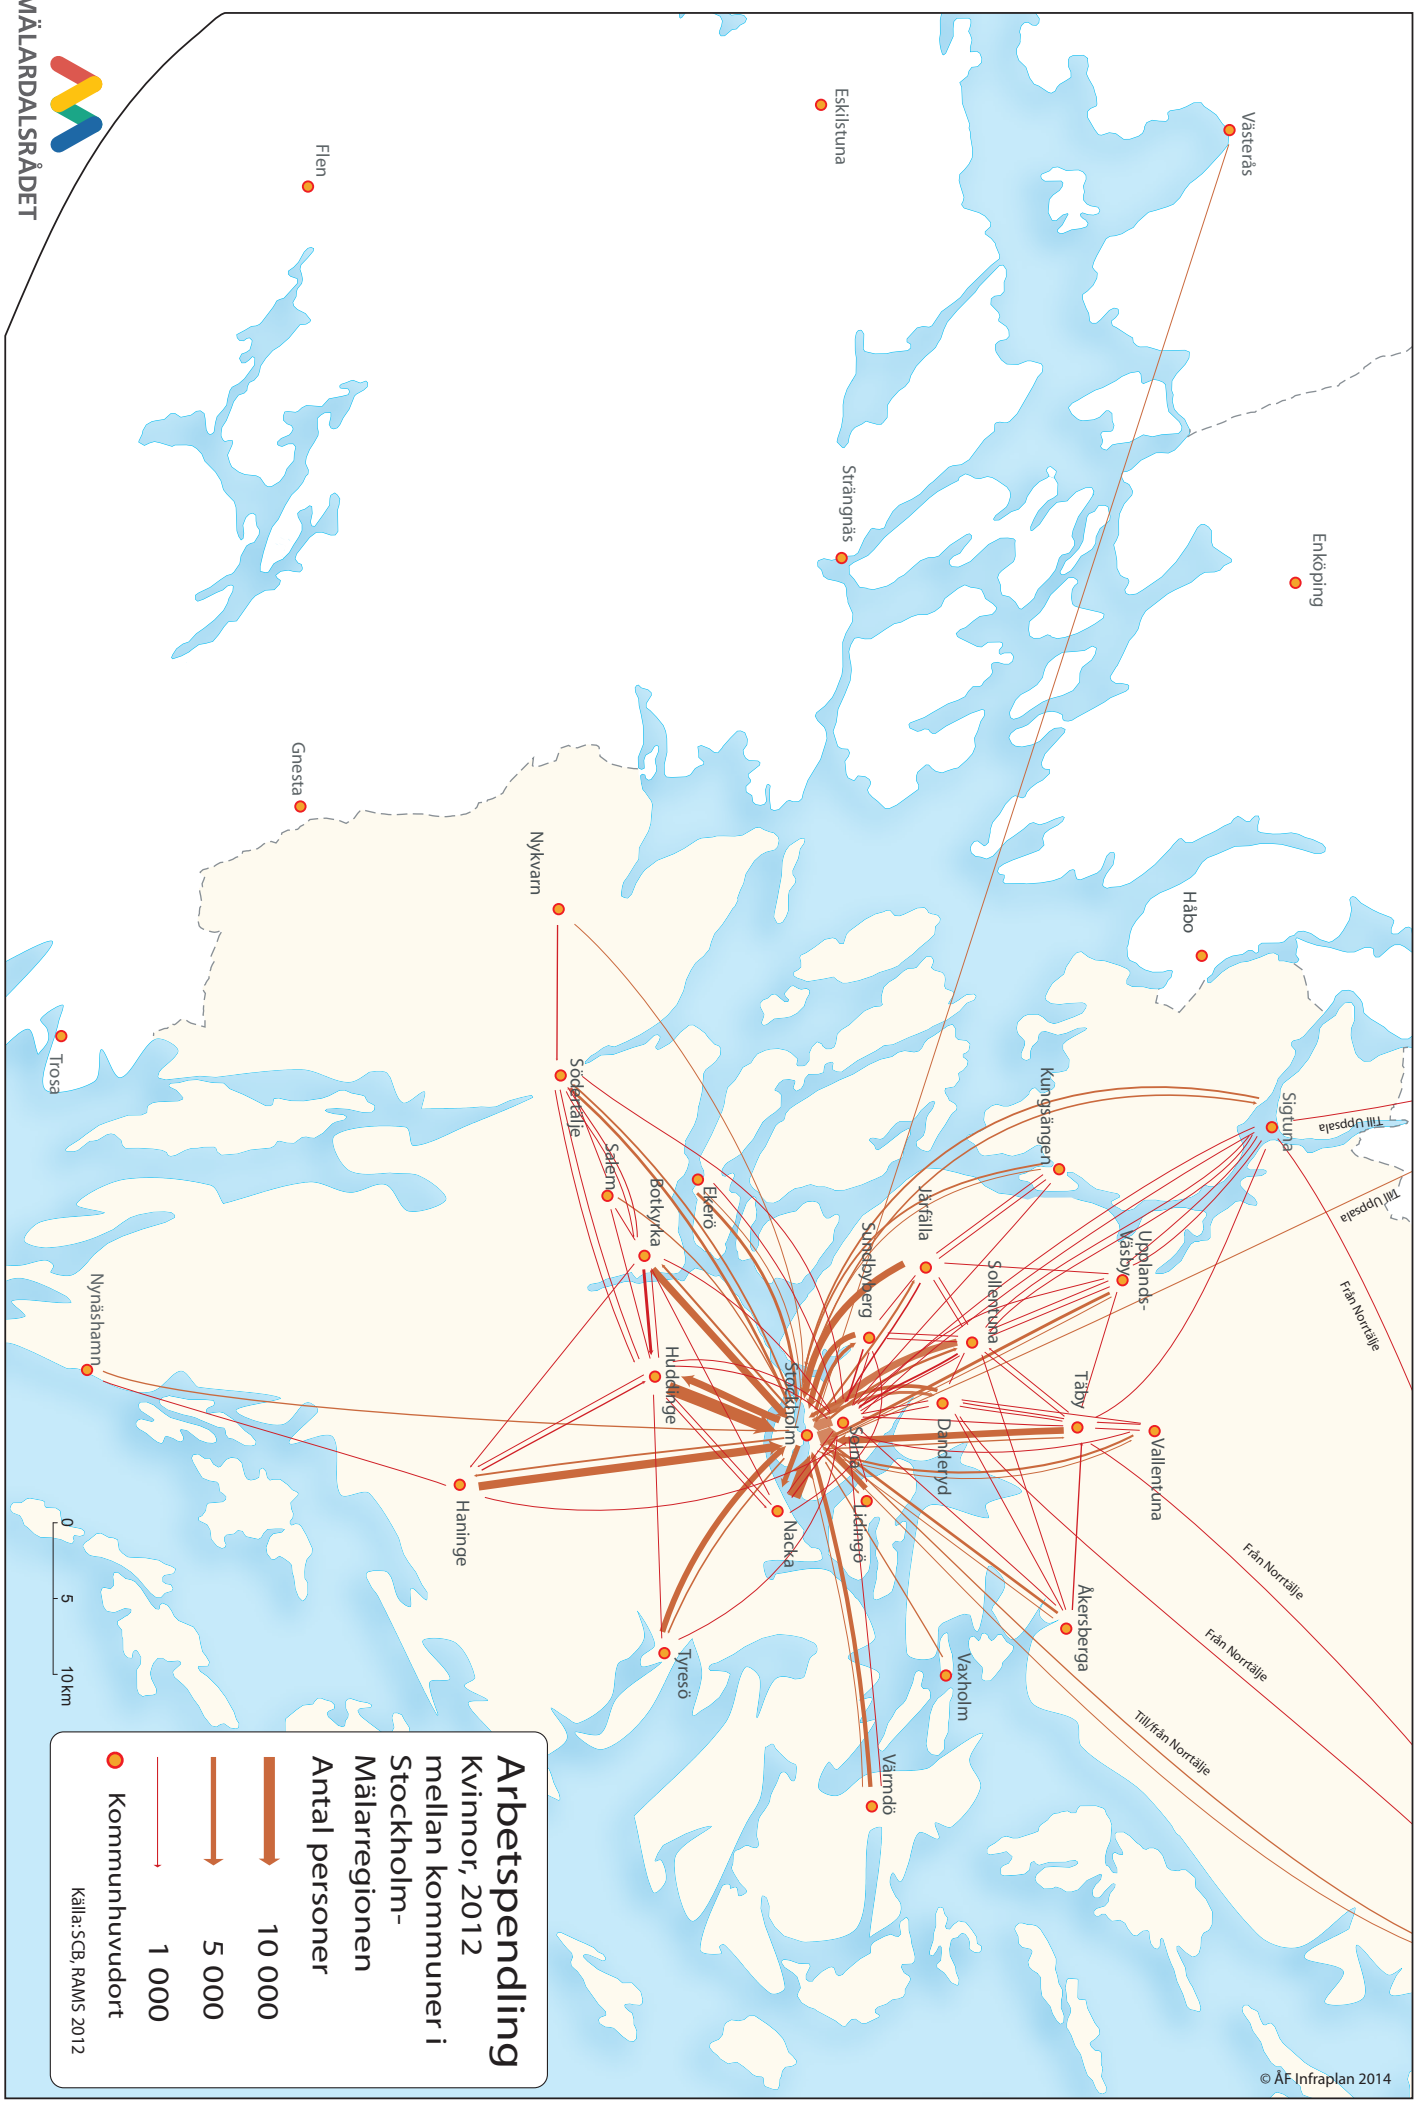 MÄLARDALSRÅDET
Västerås
Eskilstuna
Flen
Enköping
Strängnäs
Håbo
Gnesta
Nykvarn
Trosa
Sigtuna
Till Uppsala
Till Uppsala
Från Norrtälje
Kungsängen
Södertälje
Salem
Ekerö
Botkyrka
Järfälla
Sundbyberg
Upplands-
Väsby
Sollentuna
Nynäshamn
Huddinge
Stockholm
Solna
Danderyd
Täby
Vallentuna
Haninge
Nacka
Lidingö
Från Norrtälje
Från Norrtälje
Till/från Norrtälje
Åkersberga
Tyresö
Vaxholm
Värmdö
0 5 10 km
Arbetspendling
Kvinnor, 2012
mellan kommuner i
Stockholm-
Mälarregionen
Antal personer
10 000
5 000
1 000
Kommunhuvudort
Källa:SCB, RAMS 2012
© ÅF Infraplan 2014